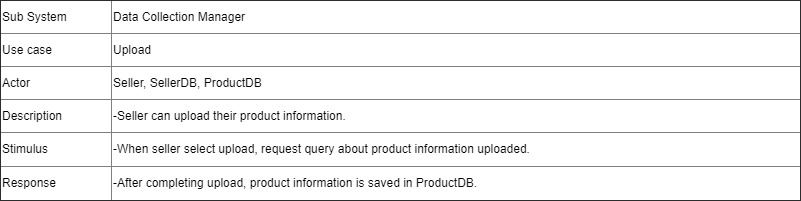 Sub System Data Collection Manager
Use case Upload
Actor Seller, SellerDB, ProductDB
Description -Seller can upload their product information.
Stimulus -When seller select upload, request query about product information uploaded.
Response -After completing upload, product information is saved in ProductDB.